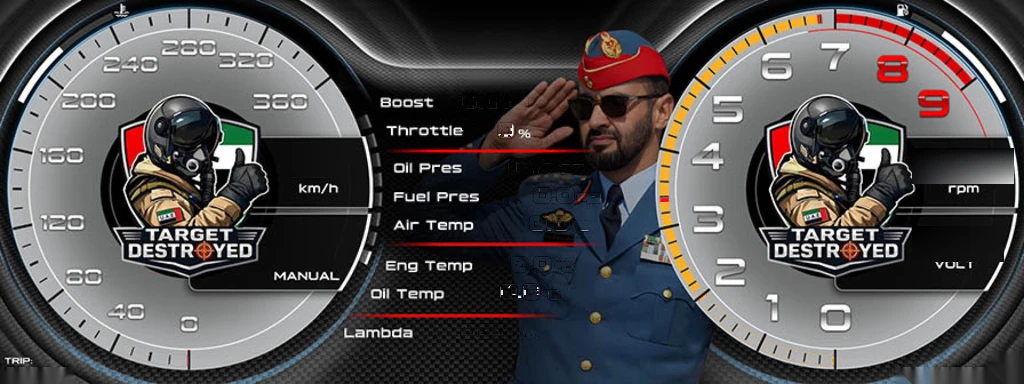 280
240
320
200
360
160
km/h
120
UAE
TARGET
DESTROYED
80
MANUAL
40
0
TRIP:
Boost
Throttle
%
Oil Pres
Fuel Pres
Air Temp
Eng Temp
Oil Temp
Lambda
7
6
8
5
9
4
rpm
3
UAE
TARGET
DESTROYED
2
VOLT
1
0